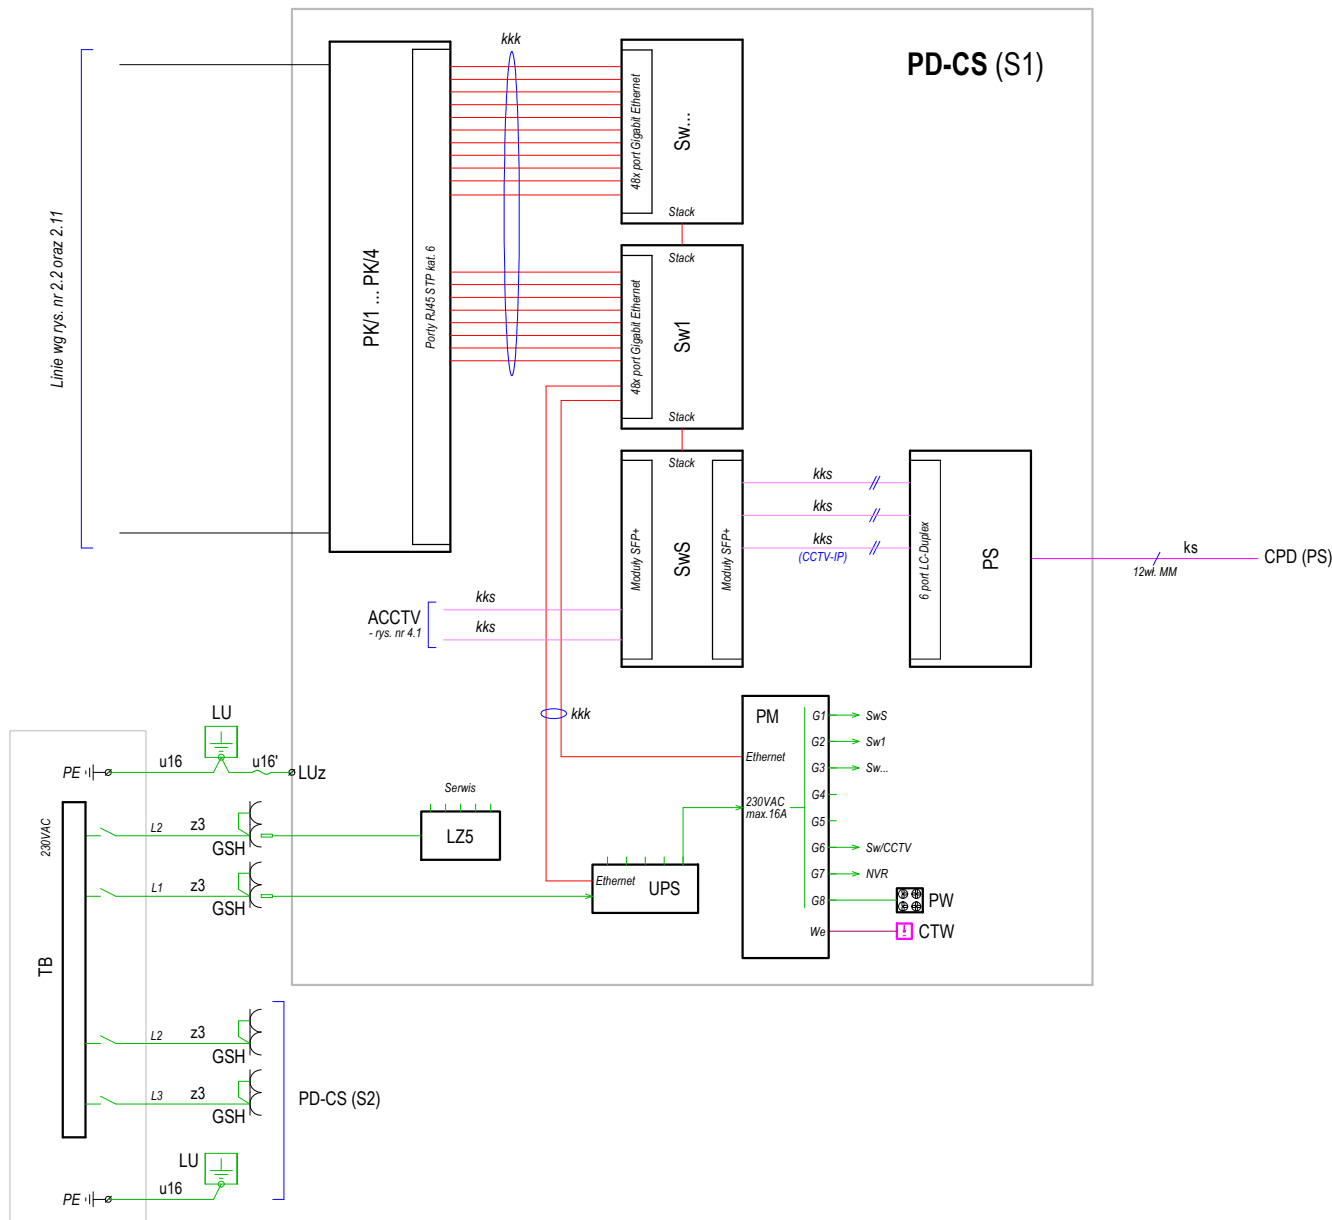 PD-CS (S1)
kkk
Linie wg rys. nr 2.2 oraz 2.11
PK/1 ... PK/4
Porty RJ45 STP kat. 6
48x port Gigabit Ethernet
Sw...
Stack
Stack
48x port Gigabit Ethernet
Sw1
Stack
Stack
Moduły SFP+
SwS
Moduły SFP+
kks
kks
kks
(CCTV-IP)
6 port LC-Duplex
PS
ks
12wł. MM
CPD (PS)
ACCTV
- rys. nr 4.1
kks
kks
kkk
PM
Ethernet
230VAC
max.16A
G1
SwS
G2
Sw1
G3
Sw...
G4
G5
G6
Sw/CCTV
G7
NVR
G8
PW
We
CTW
LU
PE
u16
u16'
LUz
230VAC
L2
z3
GSH
Serwis
LZ5
L1
z3
GSH
Ethernet
UPS
TB
L2
z3
GSH
L3
z3
GSH
PD-CS (S2)
LU
PE
u16